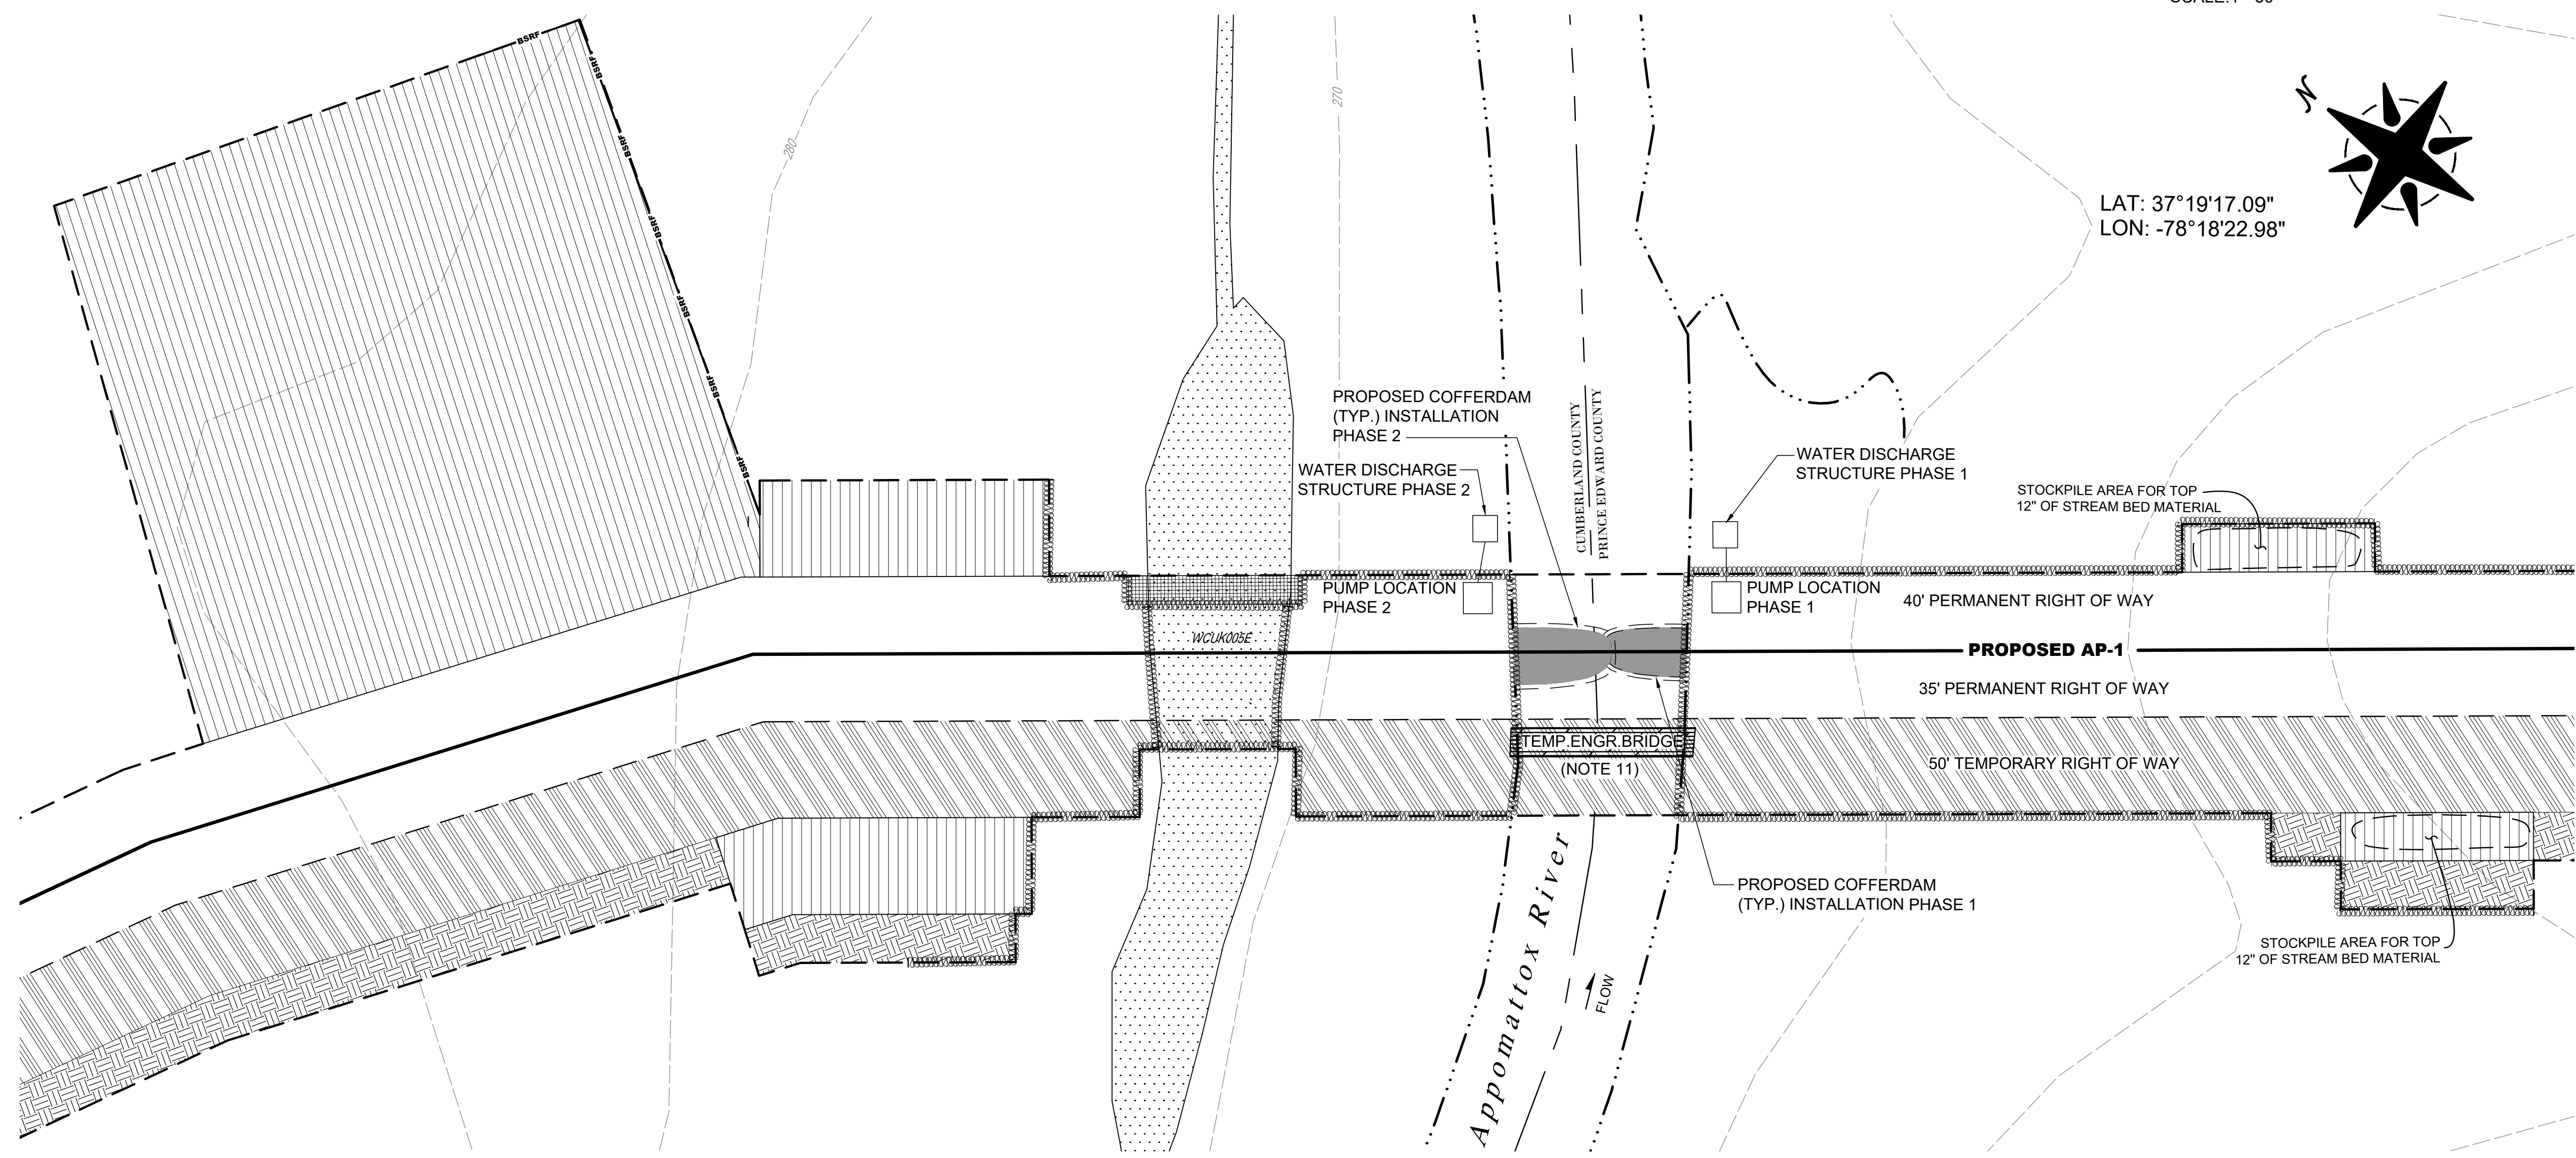 BSRF
BSRF
BSRF
BSRF
BSRF
BSRF
BSRF
BSRF
280
270
N
LAT: 37°19'17.09"
LON: -78°18'22.98"
PROPOSED COFFERDAM
(TYP.) INSTALLATION
PHASE 2
WATER DISCHARGE
STRUCTURE PHASE 2
CUMBERLAND COUNTY
PRINCE EDWARD COUNTY
WATER DISCHARGE
STRUCTURE PHASE 1
STOCKPILE AREA FOR TOP
12" OF STREAM BED MATERIAL
PUMP LOCATION
PHASE 2
PUMP LOCATION
PHASE 1
40' PERMANENT RIGHT OF WAY
WCUK005E
PROPOSED AP-1
35' PERMANENT RIGHT OF WAY
TEMP.ENGR.BRIDGE
(NOTE 11)
50' TEMPORARY RIGHT OF WAY
PROPOSED COFFERDAM
(TYP.) INSTALLATION PHASE 1
Appomattox River
FLOW
STOCKPILE AREA FOR TOP
12" OF STREAM BED MATERIAL